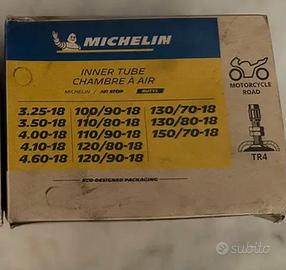 MICHELIN
INNER TUBE
CHAMBRE À AIR
MICHELIN / AIR STOP BUTYL
3.25-18 100/90-18 130/70-18
3.50-18 110/80-18 130/80-18
4.00-18 110/90-18 150/70-18
4.10-18 120/80-18
4.60-18 120/90-18
MOTORCYCLE
ROAD
TR4
ECO-DESIGNED PACKAGING
subito